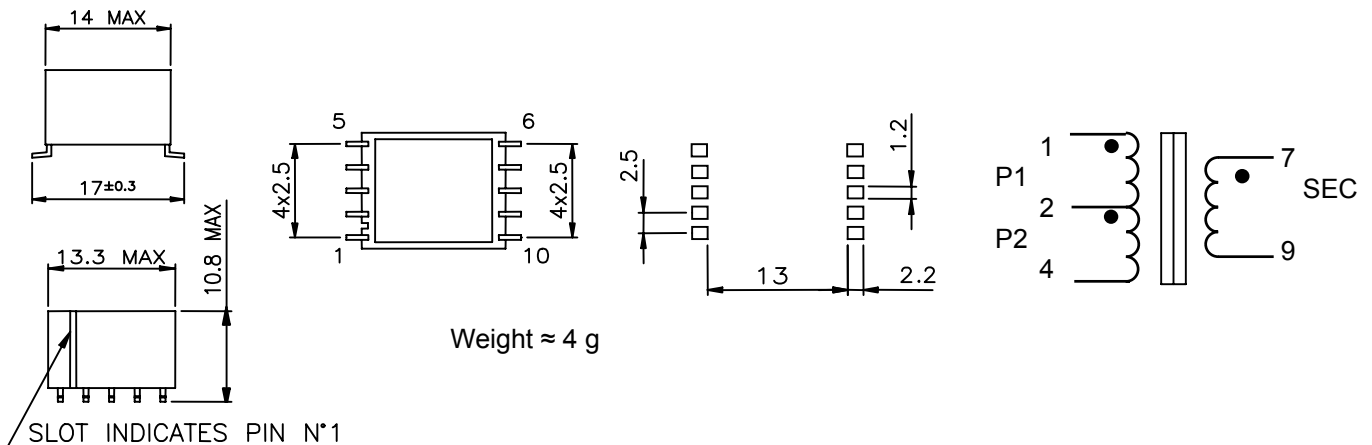 14 MAX
17±0.3
13.3 MAX
10.8 MAX
SLOT INDICATES PIN N°1
5
6
4x2.5
4x2.5
1
10
Weight ≈ 4 g
2.5
1.2
13
2.2
1
P1
2
P2
4
7
SEC
9